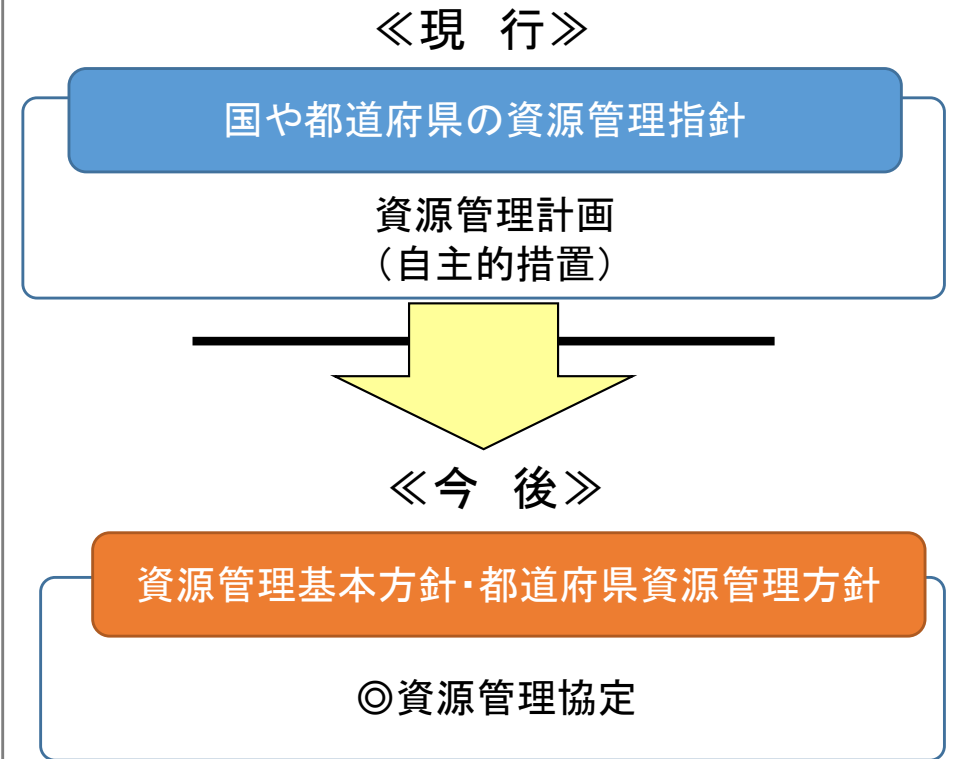 ≪現　行≫
国や都道府県の資源管理指針
資源管理計画
（自主的措置）
≪今　後≫
資源管理基本方針・都道府県資源管理方針
◎資源管理協定